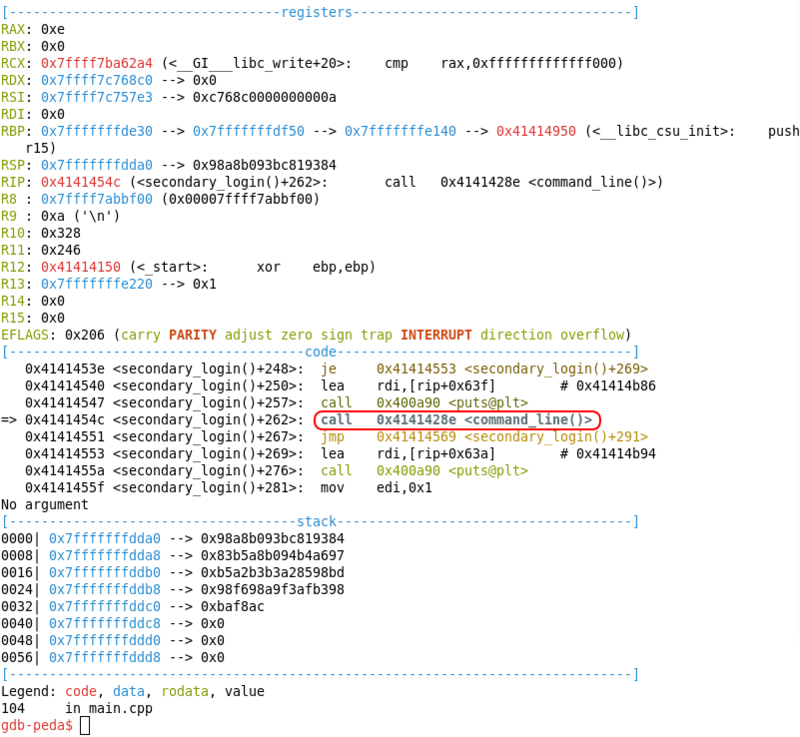 [--------------------------------registers---------------------------------]
RAX: 0xe
RBX: 0x0
RCX: 0x7ffff7ba62a4 (<__GI___libc_write+20>:    cmp    rax,0xfffffffffffff000)
RDX: 0x7ffff7c768c0 --> 0x0
RSI: 0x7ffff7c757e3 --> 0xc768c0000000000a
RDI: 0x0
RBP: 0x7fffffffde30 --> 0x7fffffffdf50 --> 0x7fffffffe140 --> 0x41414950 (<__libc_csu_init>:    push
   r15)
RSP: 0x7fffffffdda0 --> 0x98a8b093bc819384
RIP: 0x4141454c (<secondary_login()+262>:       call   0x4141428e <command_line()>)
R8 : 0x7ffff7abbf00 (0x00007ffff7abbf00)
R9 : 0xa ('\n')
R10: 0x328
R11: 0x246
R12: 0x41414150 (<_start>:      xor    ebp,ebp)
R13: 0x7fffffffe220 --> 0x1
R14: 0x0
R15: 0x0
EFLAGS: 0x206 (carry PARITY adjust zero sign trap INTERRUPT direction overflow)
[-----------------------------------code-----------------------------------]
   0x4141453e <secondary_login()+248>:  je     0x41414553 <secondary_login()+269>
   0x41414540 <secondary_login()+250>:  lea    rdi,[rip+0x63f]        # 0x41414b86
   0x41414547 <secondary_login()+257>:  call   0x400a90 <puts@plt>
=> 0x4141454c <secondary_login()+262>:  call   0x4141428e <command_line()>
   0x41414551 <secondary_login()+267>:  jmp    0x41414569 <secondary_login()+291>
   0x41414553 <secondary_login()+269>:  lea    rdi,[rip+0x63a]        # 0x41414b94
   0x4141455a <secondary_login()+276>:  call   0x400a90 <puts@plt>
   0x4141455f <secondary_login()+281>:  mov    edi,0x1
No argument
[----------------------------------stack-----------------------------------]
0000| 0x7fffffffdda0 --> 0x98a8b093bc819384
0008| 0x7fffffffdda8 --> 0x83b5a8b094b4a697
0016| 0x7fffffffddb0 --> 0xb5a2b3b3a28598bd
0024| 0x7fffffffddb8 --> 0x98f698a9f3afb398
0032| 0x7fffffffddc0 --> 0xbaf8ac
0040| 0x7fffffffddc8 --> 0x0
0048| 0x7fffffffddd0 --> 0x0
0056| 0x7fffffffddd8 --> 0x0
[--------------------------------------------------------------------------]
Legend: code, data, rodata, value
104     in main.cpp
gdb-peda$